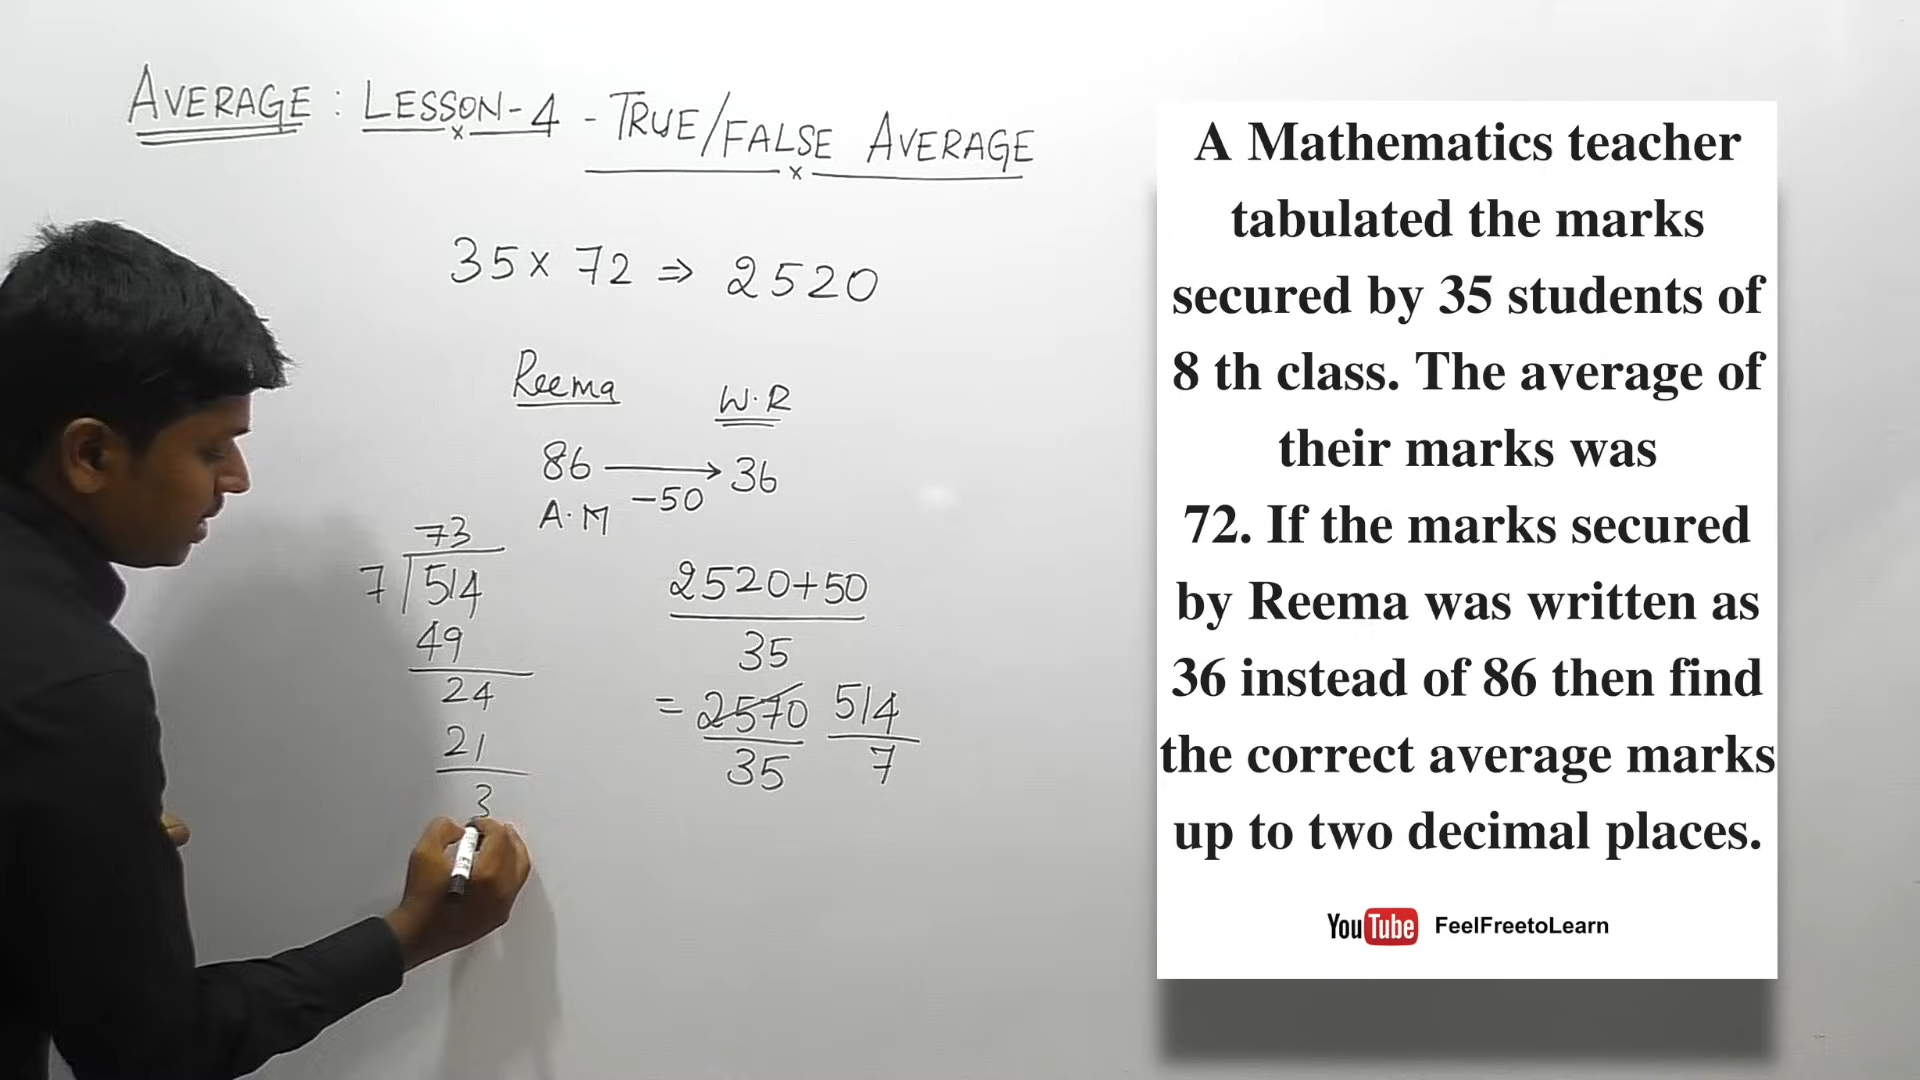 AVERAGE : LESSON-4 - TRUE/FALSE AVERAGE
35 x 72 ⇒ 2520
Reema W.R
86 → 36
-50
A.M
73
7 514
49
24
21
3
2520+50
35
= 2570 514
35 7
A Mathematics teacher
tabulated the marks
secured by 35 students of
8 th class. The average of
their marks was
72. If the marks secured
by Reema was written as
36 instead of 86 then find
the correct average marks
up to two decimal places.
YouTube FeelFreetoLearn